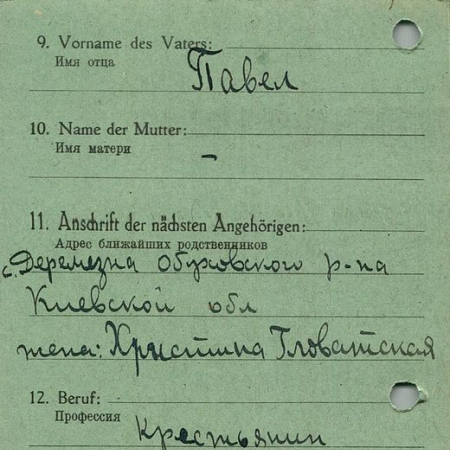 9. Vorname des Vaters:
Имя отца
Павел
10. Name der Mutter:
Имя матери
–
11. Anschrift der nächsten Angehörigen:
Адрес ближайших родственников
с. Деремезна Обуховского р-на
Киевской обл
жена: Христина Гловатская
12. Beruf:
Профессия
Крестьянин